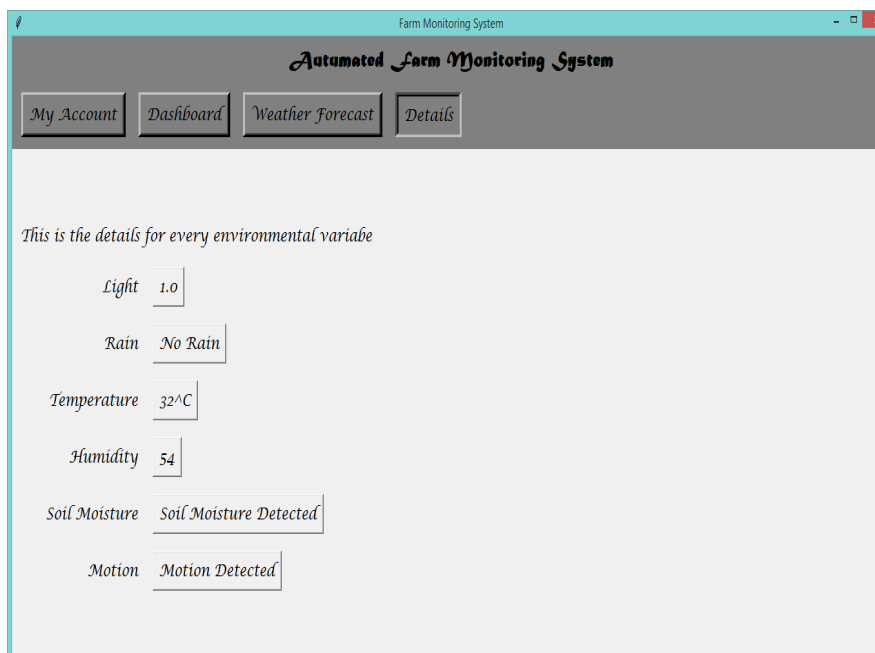 Farm Monitoring System
Autumated Farm Monitoring System
My Account Dashboard Weather Forecast Details
This is the details for every environmental variabe
Light 1.0
Rain No Rain
Temperature 32^C
Humidity 54
Soil Moisture Soil Moisture Detected
Motion Motion Detected